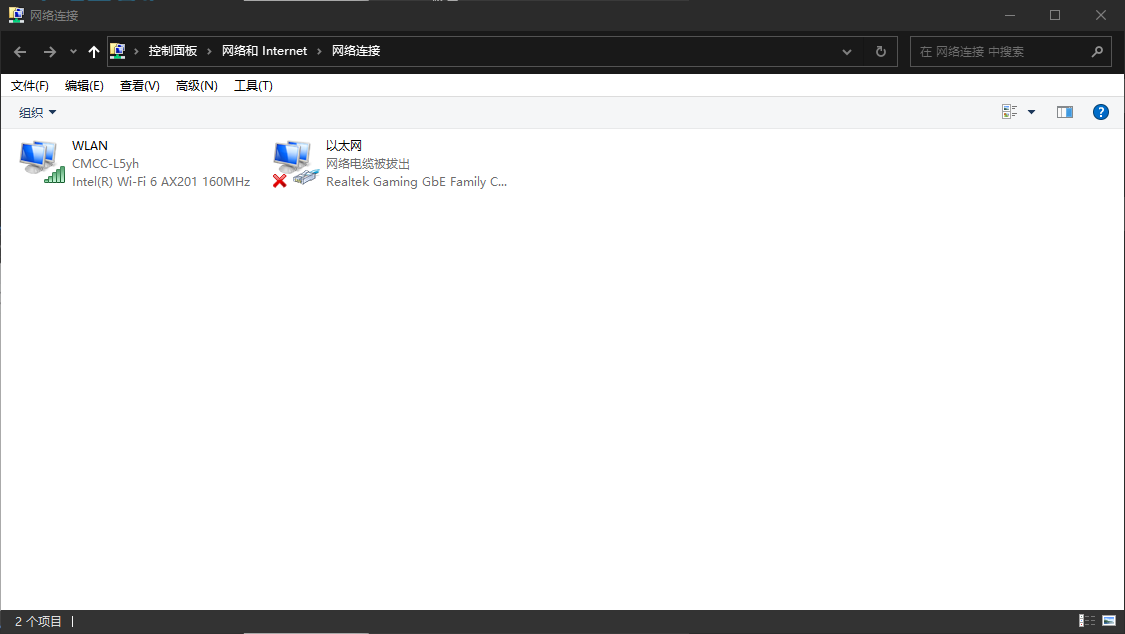 网络连接
控制面板 › 网络和 Internet › 网络连接
在 网络连接 中搜索
文件(F) 编辑(E) 查看(V) 高级(N) 工具(T)
组织
WLAN
CMCC-L5yh
Intel(R) Wi-Fi 6 AX201 160MHz
以太网
网络电缆被拔出
Realtek Gaming GbE Family C...
2 个项目